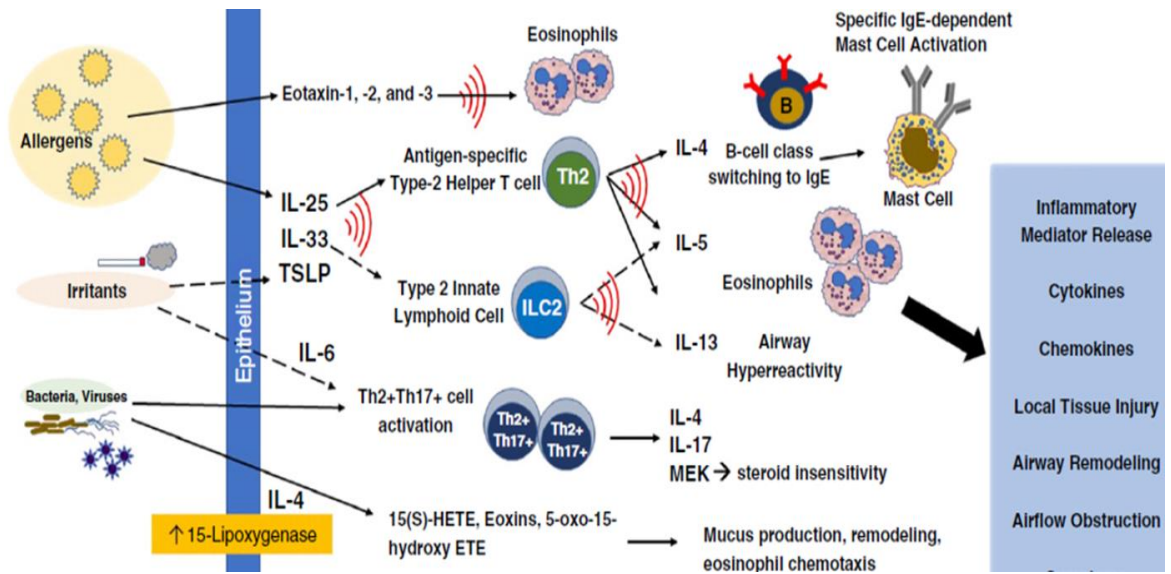 Specific IgE-dependent
Mast Cell Activation
Eosinophils
Allergens
Eotaxin-1, -2, and -3
B
Antigen-specific
Type-2 Helper T cell
Th2
IL-4
B-cell class
switching to IgE
Mast Cell
IL-25
IL-33
TSLP
IL-5
Eosinophils
Irritants
Type 2 Innate
Lymphoid Cell
ILC2
IL-13
Airway
Hyperreactivity
Epithelium
IL-6
Bacteria, Viruses
Th2+Th17+ cell
activation
Th2+
Th17+
Th2+
Th17+
IL-4
IL-17
MEK → steroid insensitivity
IL-4
↑ 15-Lipoxygenase
15(S)-HETE, Eoxins, 5-oxo-15-
hydroxy ETE
Mucus production, remodeling,
eosinophil chemotaxis
Inflammatory
Mediator Release
Cytokines
Chemokines
Local Tissue Injury
Airway Remodeling
Airflow Obstruction